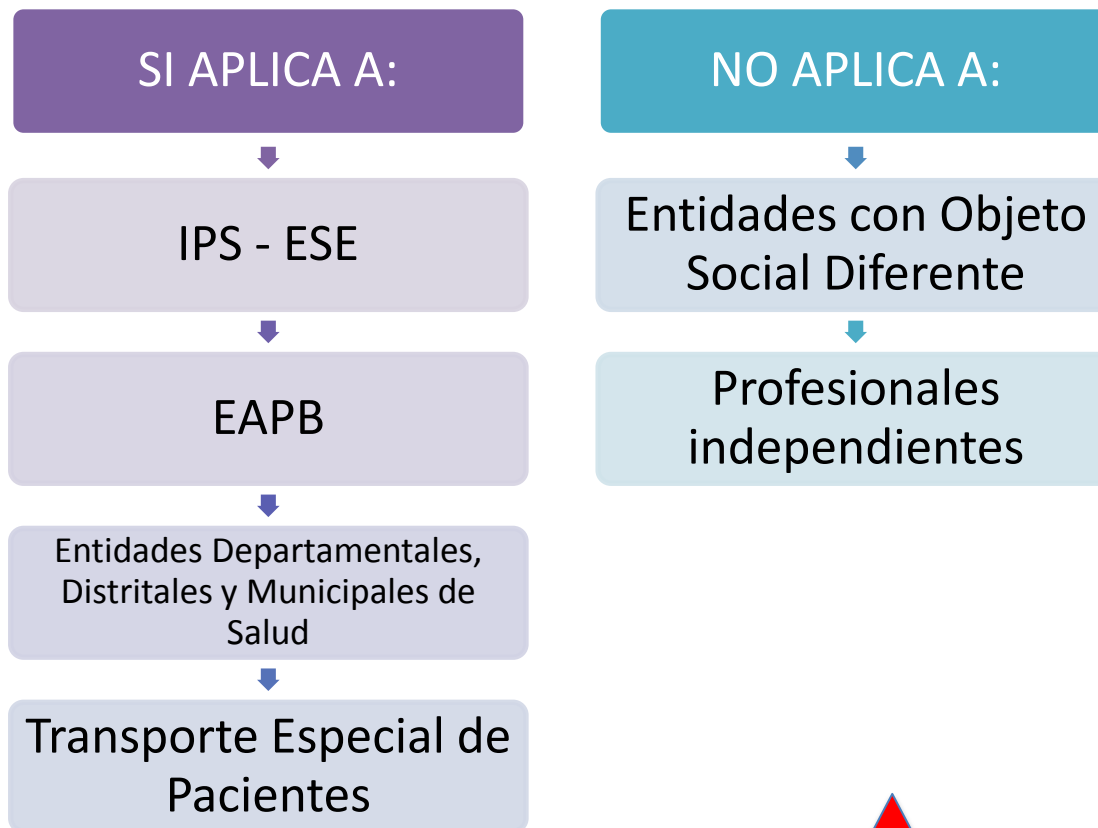 SI APLICA A:
IPS - ESE
EAPB
Entidades Departamentales,
Distritales y Municipales de
Salud
Transporte Especial de
Pacientes
NO APLICA A:
Entidades con Objeto
Social Diferente
Profesionales
independientes